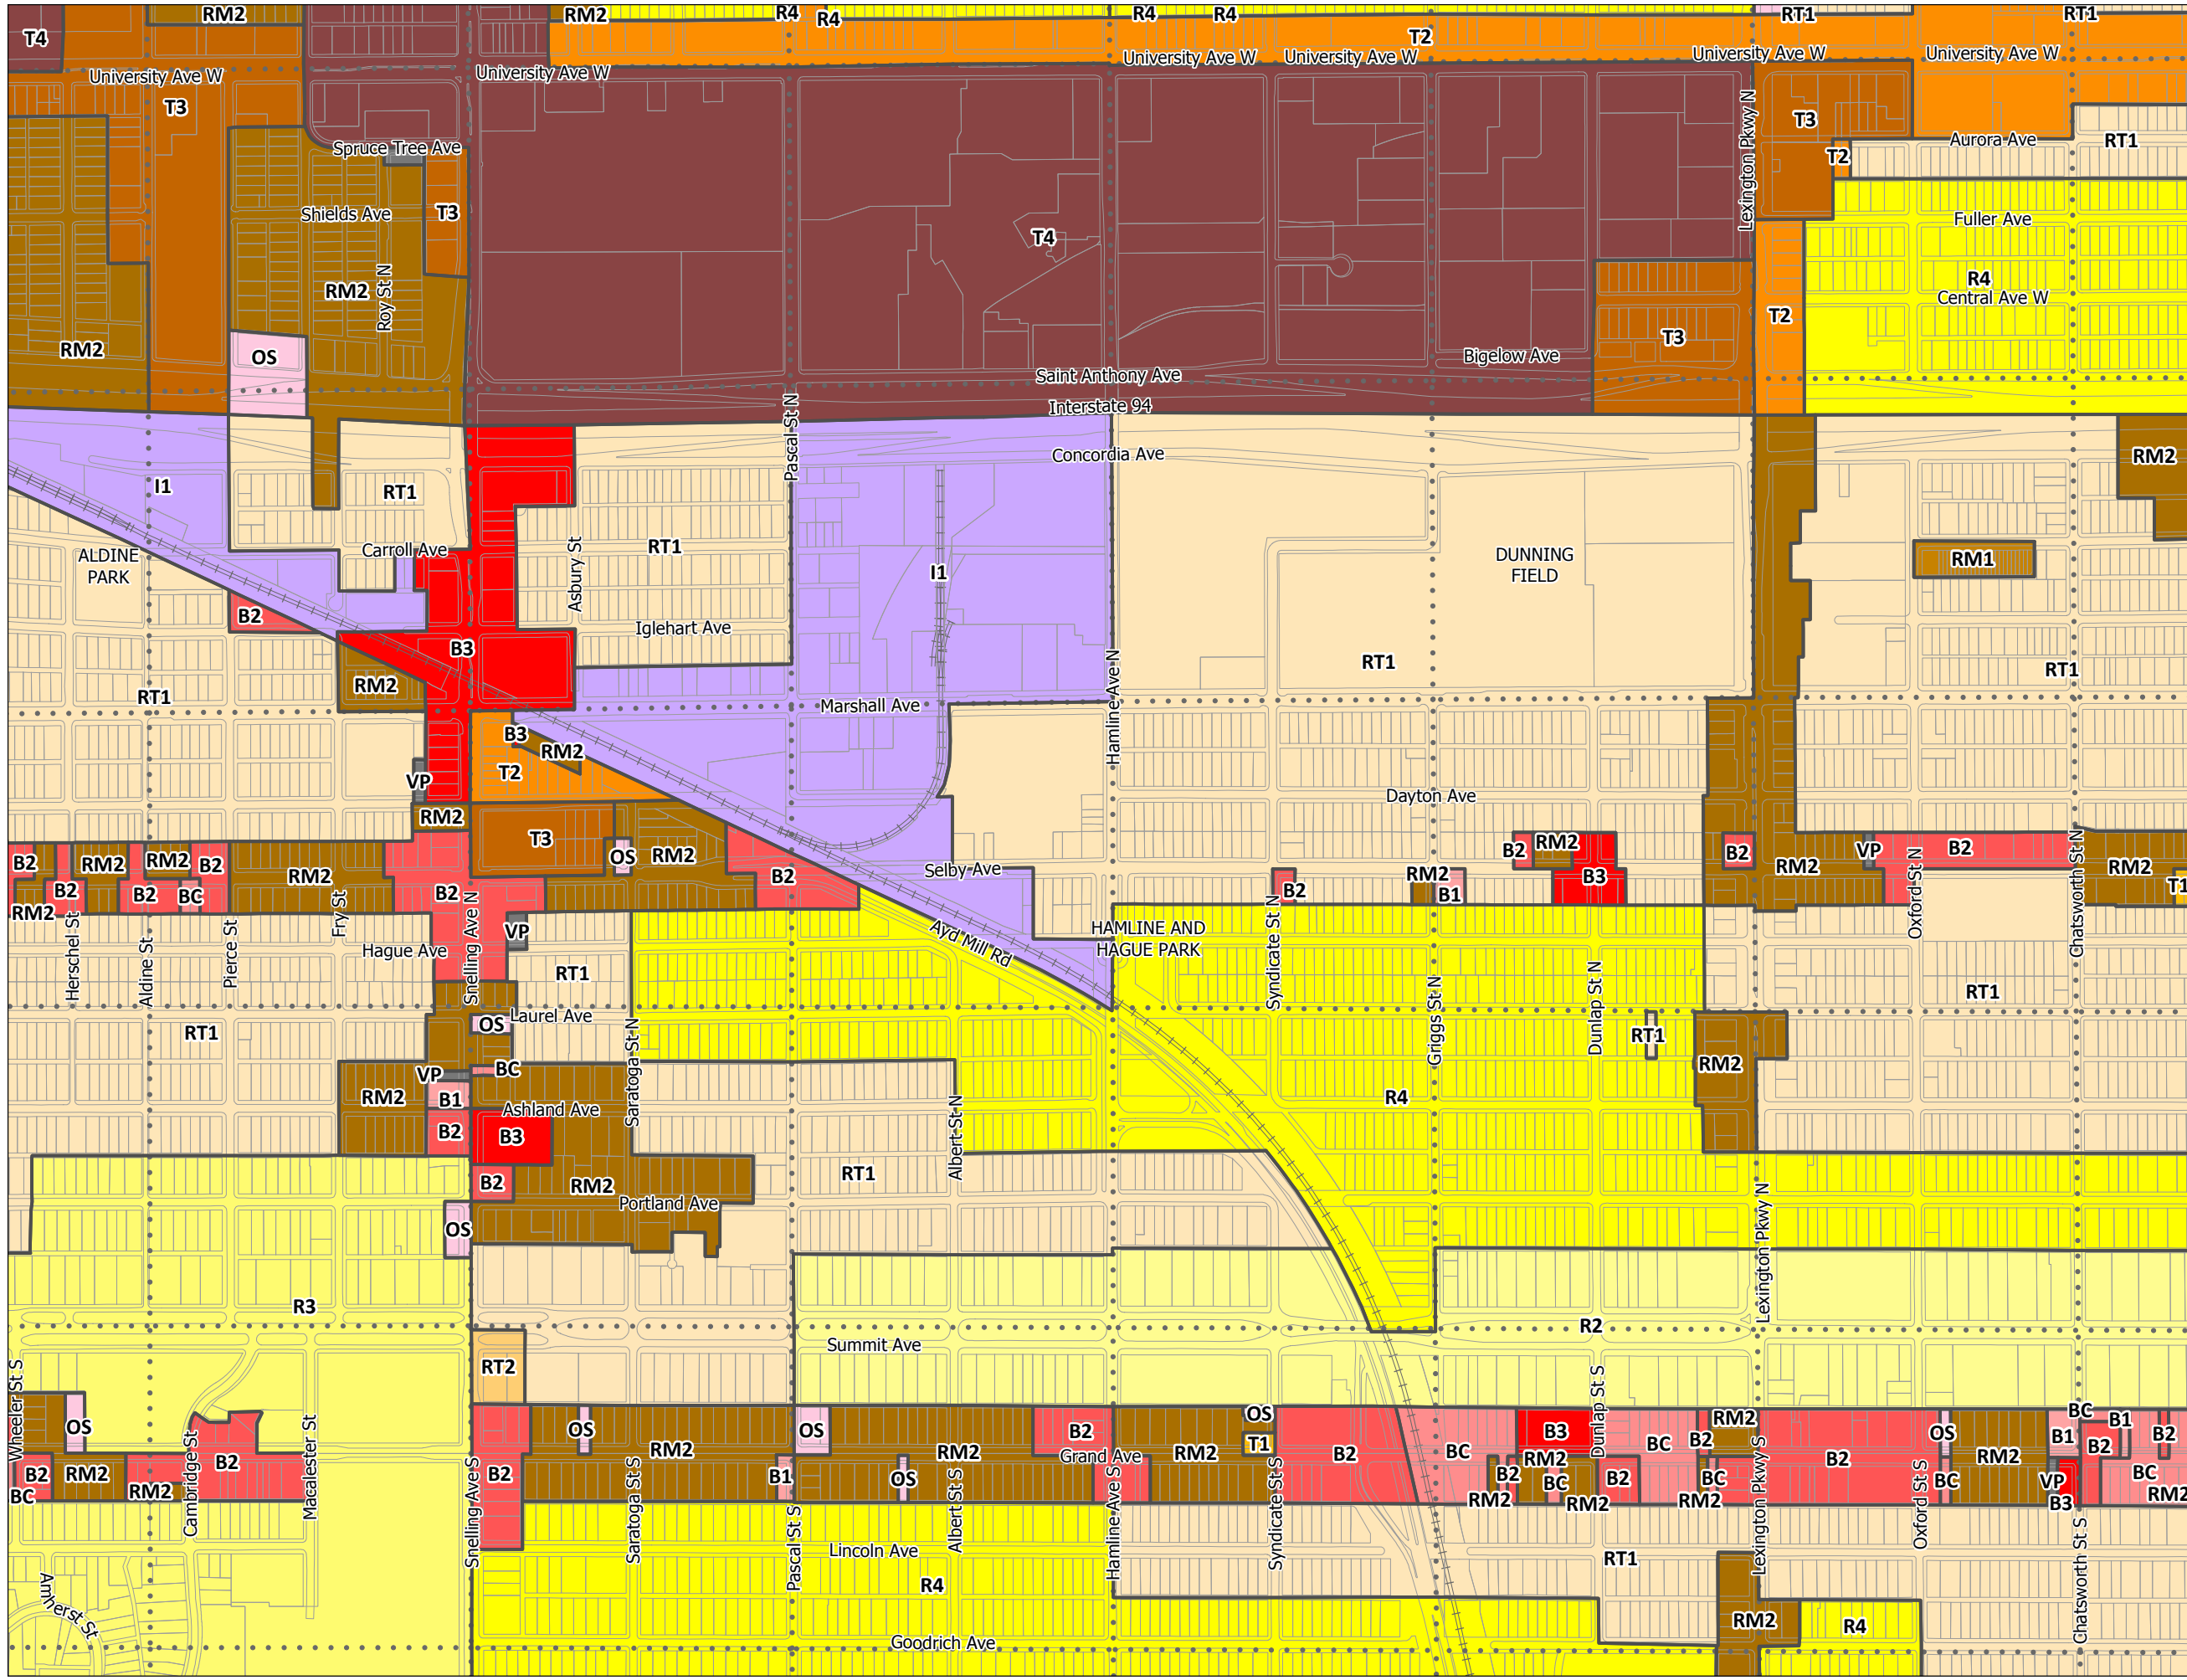 RM2
RM2
R4
R4
R4
R4
RT1
RT1
T4
T2
University Ave W
University Ave W
University Ave W
University Ave W
University Ave W
University Ave W
T3
T3
Lexington Pkwy N
Spruce Tree Ave
Aurora Ave
RT1
T2
Shields Ave
T3
Fuller Ave
T4
RM2
Roy St N
R4
Central Ave W
T2
T3
RM2
OS
Bigelow Ave
Saint Anthony Ave
Interstate 94
Pascal St N
Concordia Ave
RM2
I1
RT1
Carroll Ave
RT1
ALDINE
PARK
Asbury St
I1
DUNNING
FIELD
RM1
B2
Iglehart Ave
B3
RT1
RT1
RM2
RT1
Hamline Ave N
Marshall Ave
B3
RM2
T2
VP
Dayton Ave
RM2
T3
OS
RM2
B2
RM2
RM2
B2
B2
B2
BC
RM2
RM2
Herschel St
Aldine St
Pierce St
Fry St
B2
Snelling Ave N
B2
Selby Ave
B2
RM2
B2
RM2
B1
B3
B2
RM2
VP
B2
Oxford St N
Chatsworth St N
RM2
T1
Hague Ave
VP
RT1
Ayd Mill Rd
HAMLINE AND
HAGUE PARK
Syndicate St N
Griggs St N
Dunlap St N
RT1
RT1
OS
Laurel Ave
Saratoga St N
RT1
RM2
VP
BC
RM2
B1
Ashland Ave
R4
B2
B3
Albert St N
RT1
B2
RM2
Portland Ave
OS
Lexington Pkwy N
R3
R2
Summit Ave
RT2
Wheeler St S
OS
Cambridge St
Macalester St
B2
B2
RM2
RM2
BC
Snelling Ave S
B2
OS
RM2
Saratoga St S
B1
Pascal St S
OS
RM2
OS
Albert St S
B2
Grand Ave
Hamline Ave S
RM2
OS
T1
Syndicate St S
B2
BC
B3
RM2
B2
BC
RM2
RM2
Dunlap St S
BC
B2
B2
RM2
BC
RM2
Lexington Pkwy S
B2
OS
BC
Oxford St S
RM2
BC
B1
VP
B3
B1
B2
B2
BC
RM2
Chatsworth St S
Lincoln Ave
R4
RT1
RM2
R4
Amherst St
Goodrich Ave